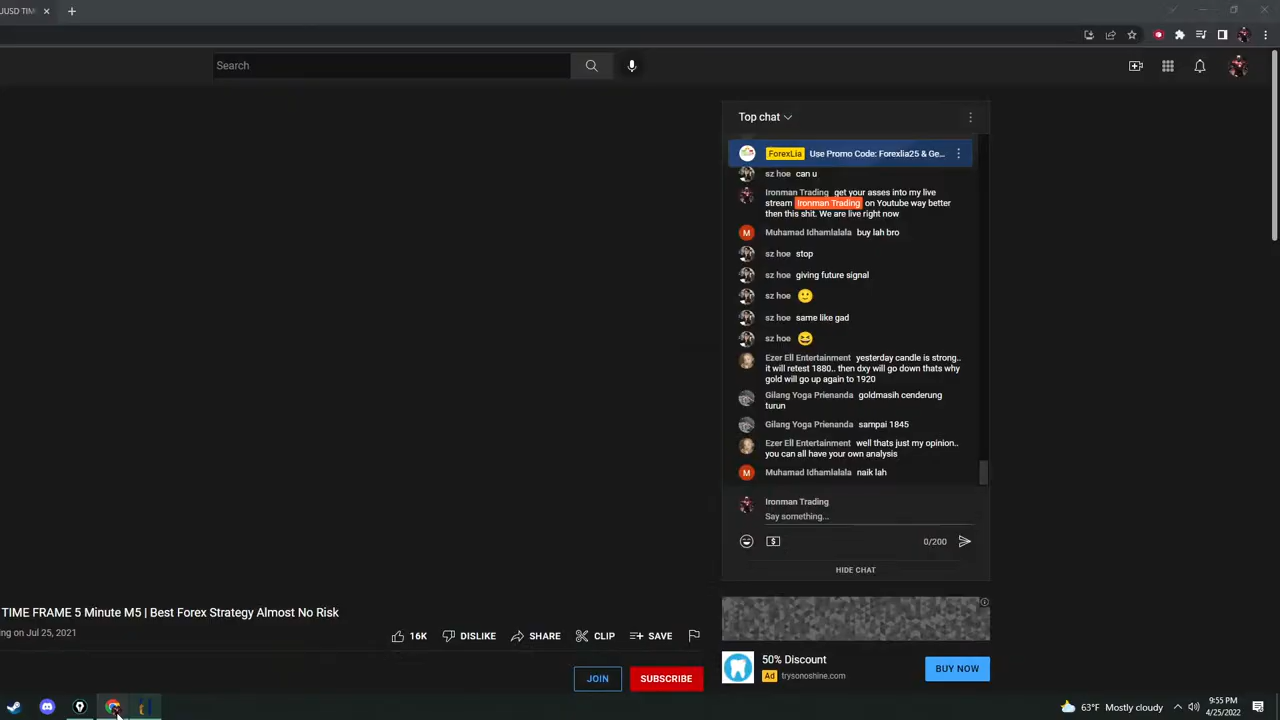 JUSD TIM
Search
Top chat
ForexLia Use Promo Code: Forexlia25 & Ge...
sz hoe can u
Ironman Trading get your asses into my live
stream Ironman Trading on Youtube way better
then this shit. We are live right now
Muhamad Idhamlalala buy lah bro
sz hoe stop
sz hoe giving future signal
sz hoe
sz hoe same like gad
sz hoe
Ezer Ell Entertainment yesterday candle is strong..
it will retest 1880.. then dxy will go down thats why
gold will go up again to 1920
Gilang Yoga Prienanda goldmasih cenderung
turun
Gilang Yoga Prienanda sampai 1845
Ezer Ell Entertainment well thats just my opinion..
you can all have your own analysis
M Muhamad Idhamlalala naik lah
Ironman Trading
Say something...
0/200
HIDE CHAT
TIME FRAME 5 Minute M5 | Best Forex Strategy Almost No Risk
ing on Jul 25, 2021
16K DISLIKE SHARE CLIP SAVE
50% Discount
Ad trysonoshine.com
BUY NOW
JOIN SUBSCRIBE
63°F Mostly cloudy
9:55 PM
4/25/2022